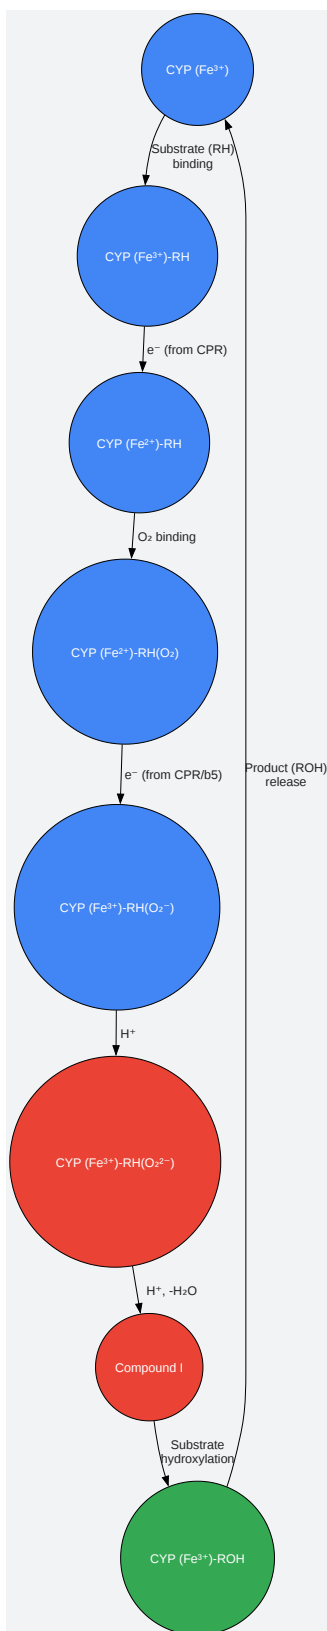 CYP (Fe³⁺)
Substrate (RH)
binding
CYP (Fe³⁺)-RH
e⁻ (from CPR)
CYP (Fe²⁺)-RH
O₂ binding
CYP (Fe²⁺)-RH(O₂)
Product (ROH)
release
e⁻ (from CPR/b5)
CYP (Fe³⁺)-RH(O₂⁻)
H⁺
CYP (Fe³⁺)-RH(O₂²⁻)
H⁺, -H₂O
Compound I
Substrate
hydroxylation
CYP (Fe³⁺)-ROH